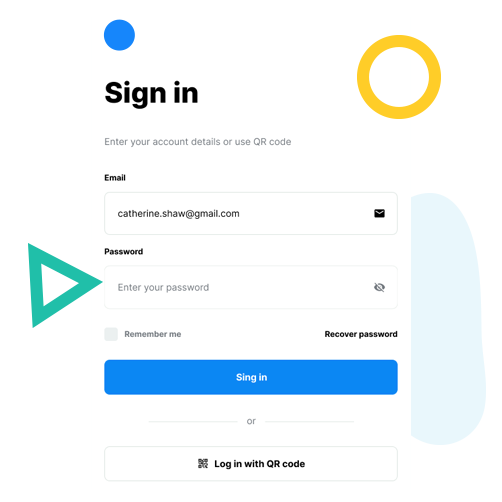 Sign in
Enter your account details or use QR code
Email
catherine.shaw@gmail.com
Password
Enter your password
Remember me Recover password
Sing in
or
Log in with QR code